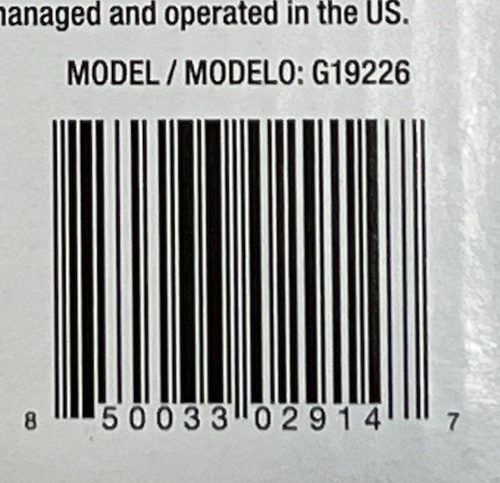 managed and operated in the US.
MODEL / MODELO: G19226
8 50033 02914 7